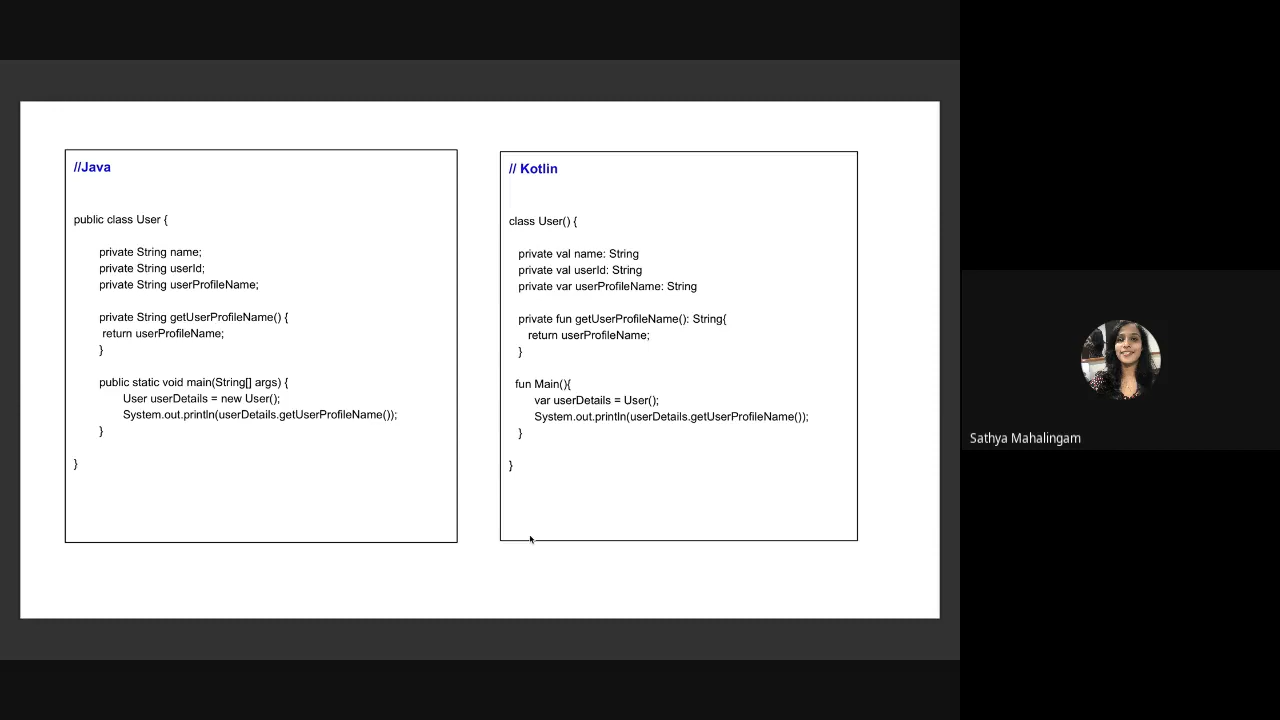 //Java
public class User {
private String name;
private String userId;
private String userProfileName;
private String getUserProfileName() {
return userProfileName;
}
public static void main(String[] args) {
User userDetails = new User();
System.out.println(userDetails.getUserProfileName());
}
}
// Kotlin
class User() {
private val name: String
private val userId: String
private var userProfileName: String
private fun getUserProfileName(): String{
return userProfileName;
}
fun Main(){
var userDetails = User();
System.out.println(userDetails.getUserProfileName());
}
}
Sathya Mahalingam